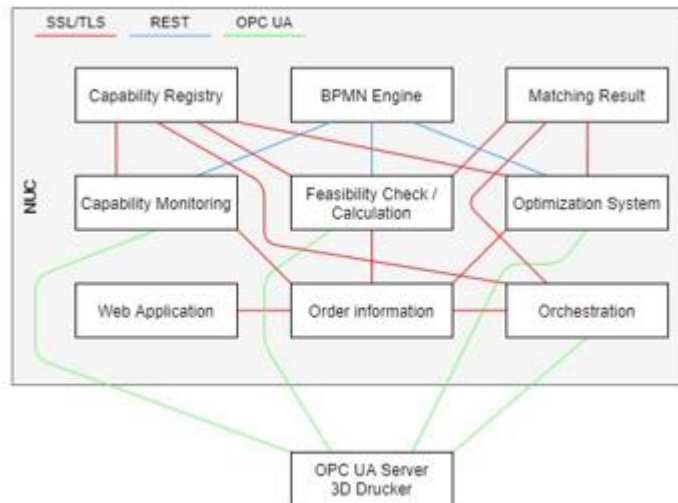 SSL/TLS REST OPC UA
Capability Registry
BPMN Engine
Matching Result
NUC
Capability Monitoring
Feasibility Check /
Calculation
Optimization System
Web Application
Order information
Orchestration
OPC UA Server
3D Drucker